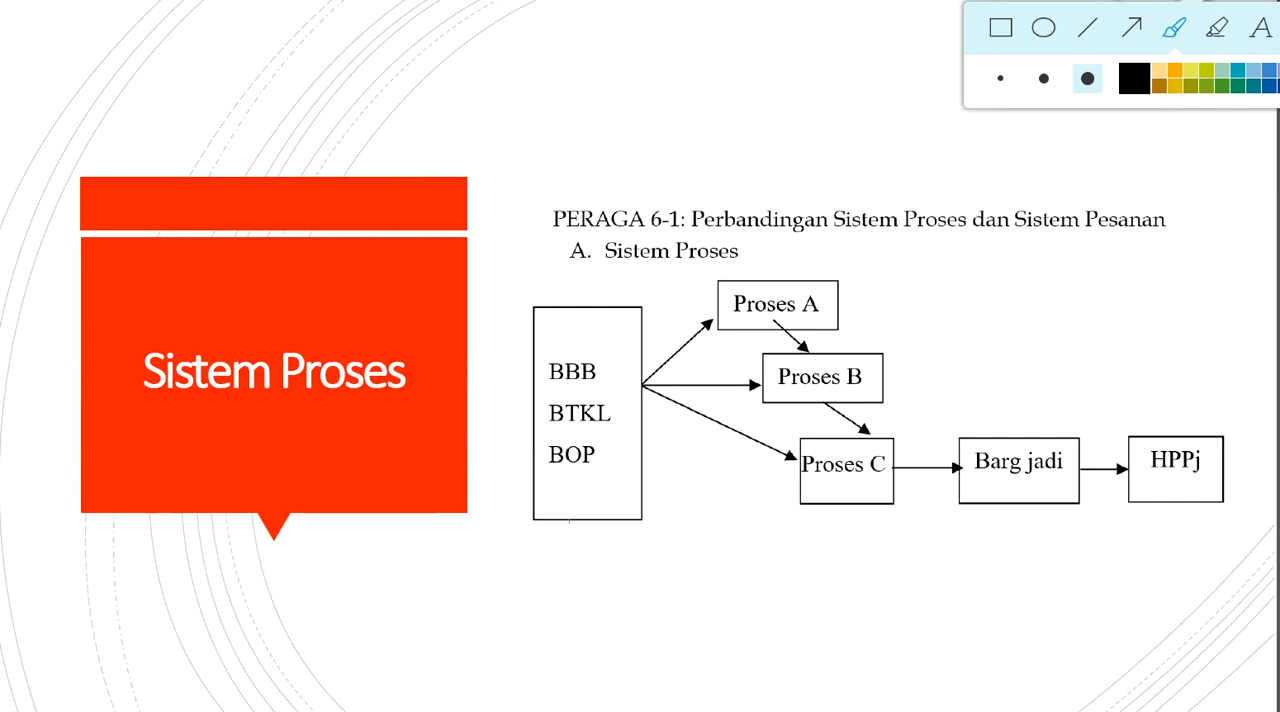 Sistem Proses
PERAGA 6-1: Perbandingan Sistem Proses dan Sistem Pesanan
A. Sistem Proses
BBB
BTKL
BOP
Proses A
Proses B
Proses C
Barg jadi
HPPj
A